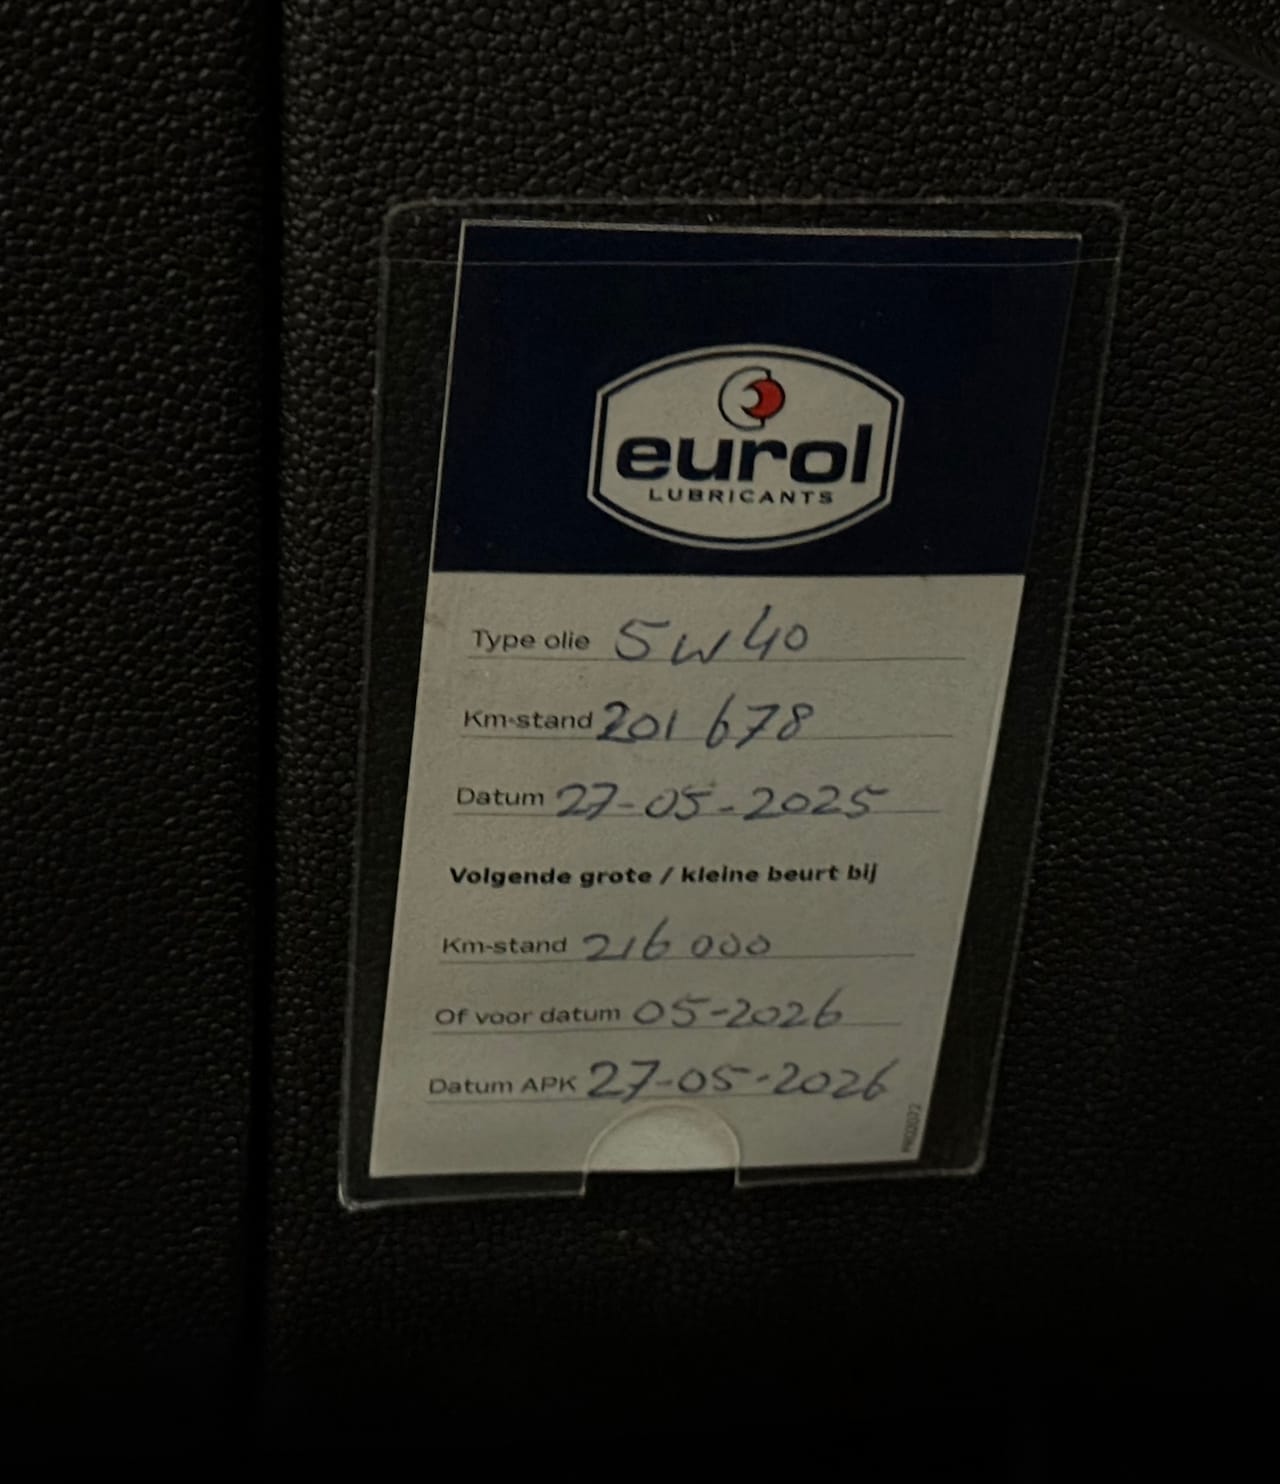 eurol
LUBRICANTS
Type olie 5W40
Km-stand 201 678
Datum 27-05-2025
Volgende grote / kleine beurt bij
Km-stand 216 000
Of voor datum 05-2026
Datum APK 27-05-2026